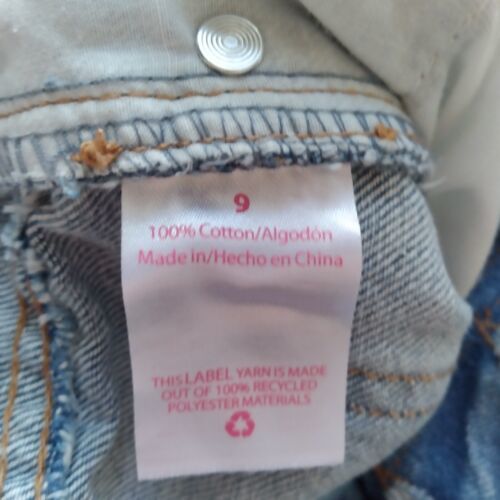 9
100% Cotton/Algodón
Made in/Hecho en China
THIS LABEL YARN IS MADE
OUT OF 100% RECYCLED
POLYESTER MATERIALS